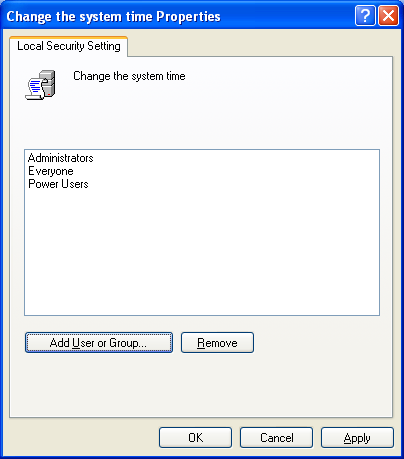 Change the system time Properties
Local Security Setting
Change the system time
Administrators
Everyone
Power Users
Add User or Group...
Remove
OK
Cancel
Apply